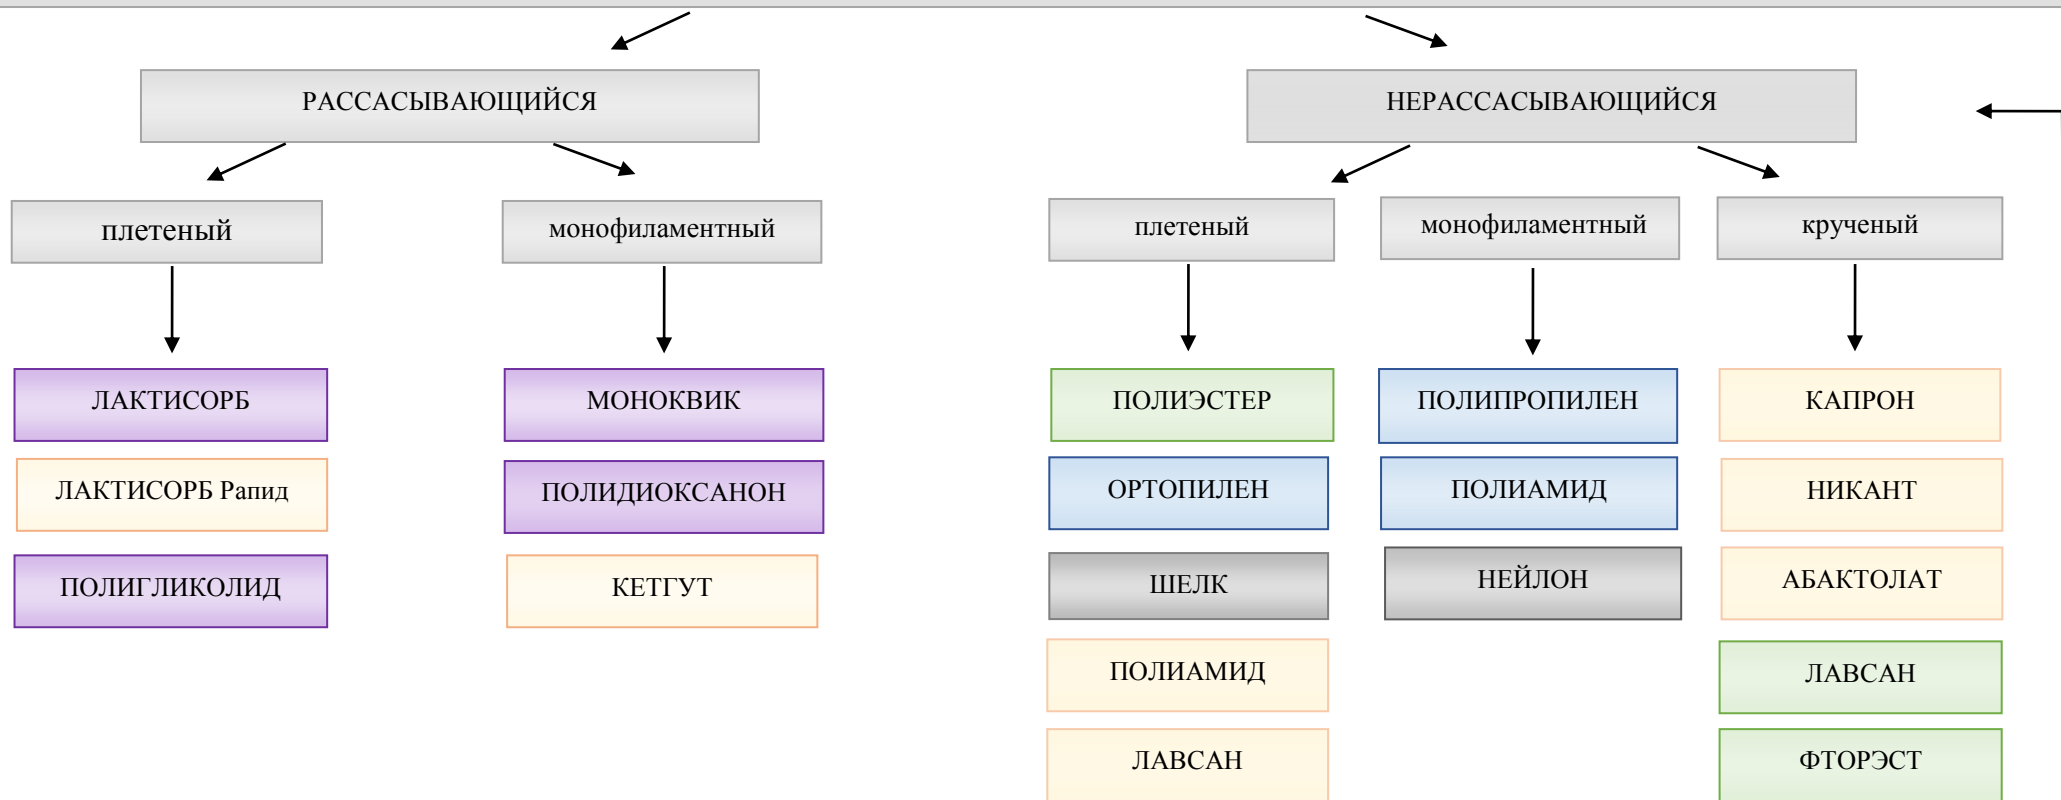 РАССАСЫВАЮЩИЙСЯ
НЕРАССАСЫВАЮЩИЙСЯ
плетеный
монофиламентный
плетеный
монофиламентный
крученый
ЛАКТИСОРБ
МОНОКВИК
ПОЛИЭСТЕР
ПОЛИПРОПИЛЕН
КАПРОН
ЛАКТИСОРБ Рапид
ПОЛИДИОКСАНОН
ОРТОПИЛЕН
ПОЛИАМИД
НИКАНТ
ПОЛИГЛИКОЛИД
КЕТГУТ
ШЕЛК
НЕЙЛОН
АБАКТОЛАТ
ПОЛИАМИД
ЛАВСАН
ЛАВСАН
ФТОРЭСТ